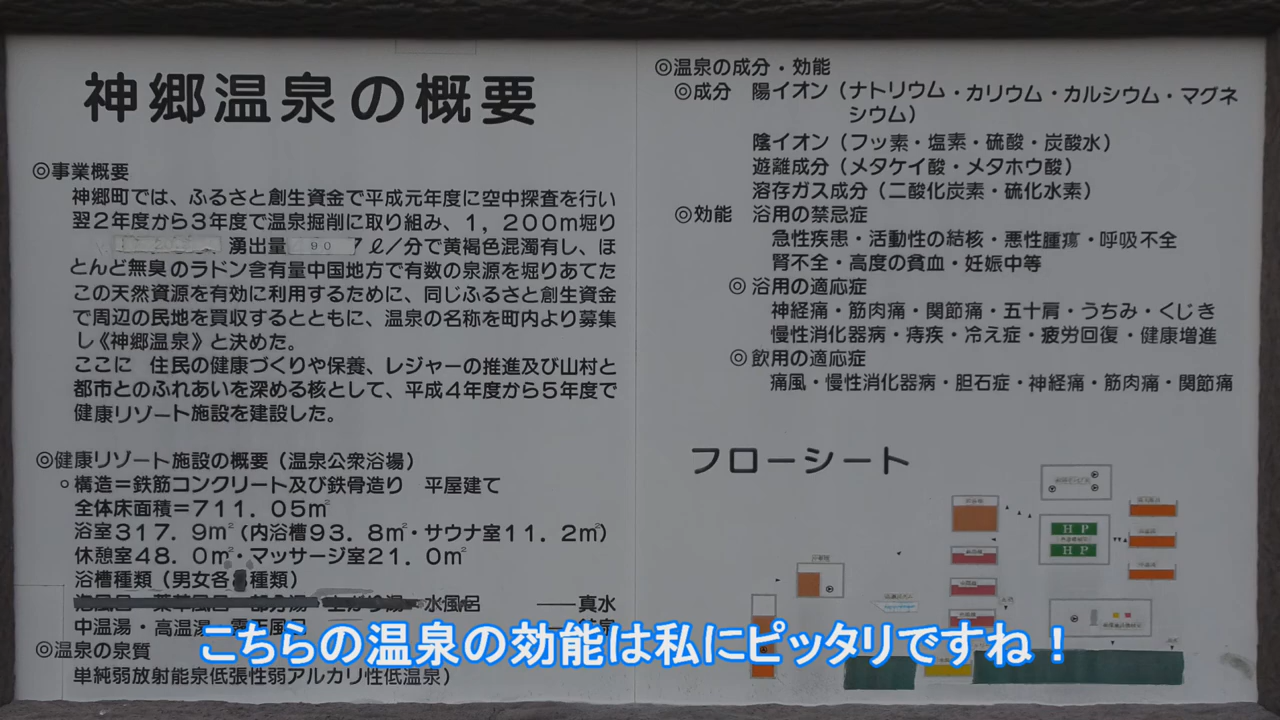 神郷温泉の概要
◎事業概要
神郷町では、ふるさと創生資金で平成元年度に空中探査を行い
翌2年度から3年度で温泉掘削に取り組み、1,200m掘り
湧出量 90 7ℓ/分で黄褐色混濁有し、ほ
とんど無臭のラドン含有量中国地方で有数の泉源を掘りあてた
この天然資源を有効に利用するために、同じふるさと創生資金
で周辺の民地を買収するとともに、温泉の名称を町内より募集
し《神郷温泉》と決めた。
ここに 住民の健康づくりや保養、レジャーの推進及び山村と
都市とのふれあいを深める核として、平成4年度から5年度で
健康リゾート施設を建設した。
◎健康リゾート施設の概要(温泉公衆浴場)
○構造=鉄筋コンクリート及び鉄骨造り 平屋建て
全体床面積=711.05㎡
浴室317.9㎡(内浴槽93.8㎡・サウナ室11.2㎡)
休憩室48.0㎡・マッサージ室21.0㎡
浴槽種類(男女各 種類)
水風呂 ――真水
中温湯・高温湯
◎温泉の泉質
単純弱放射能泉低張性弱アルカリ性低温泉)
◎温泉の成分・効能
◎成分 陽イオン(ナトリウム・カリウム・カルシウム・マグネ
シウム)
陰イオン(フッ素・塩素・硫酸・炭酸水)
遊離成分(メタケイ酸・メタホウ酸)
溶存ガス成分(二酸化炭素・硫化水素)
◎効能 浴用の禁忌症
急性疾患・活動性の結核・悪性腫瘍・呼吸不全
腎不全・高度の貧血・妊娠中等
◎浴用の適応症
神経痛・筋肉痛・関節痛・五十肩・うちみ・くじき
慢性消化器病・痔疾・冷え症・疲労回復・健康増進
◎飲用の適応症
痛風・慢性消化器病・胆石症・神経痛・筋肉痛・関節痛
フローシート
HP
HP
こちらの温泉の効能は私にピッタリですね!